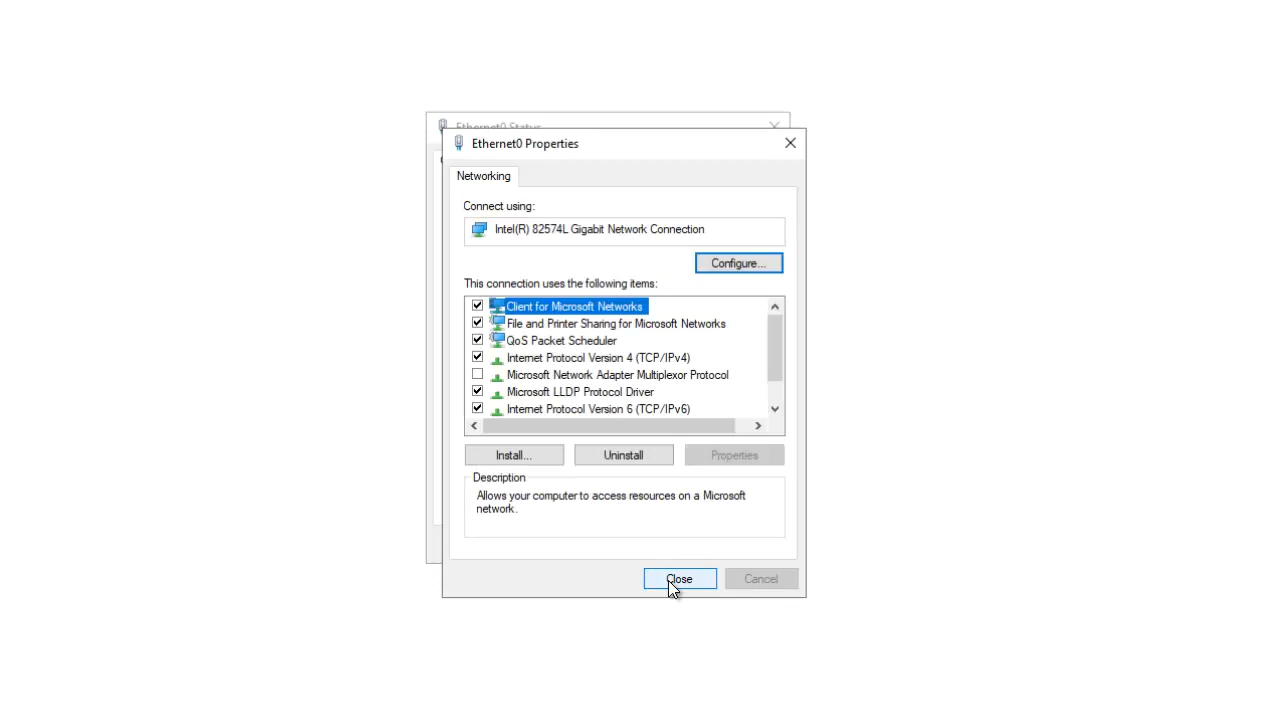 Ethernet0 Status
Ethernet0 Properties
Networking
Connect using:
Intel(R) 82574L Gigabit Network Connection
Configure...
This connection uses the following items:
Client for Microsoft Networks
File and Printer Sharing for Microsoft Networks
QoS Packet Scheduler
Internet Protocol Version 4 (TCP/IPv4)
Microsoft Network Adapter Multiplexor Protocol
Microsoft LLDP Protocol Driver
Internet Protocol Version 6 (TCP/IPv6)
Install... Uninstall Properties
Description
Allows your computer to access resources on a Microsoft
network.
Close Cancel